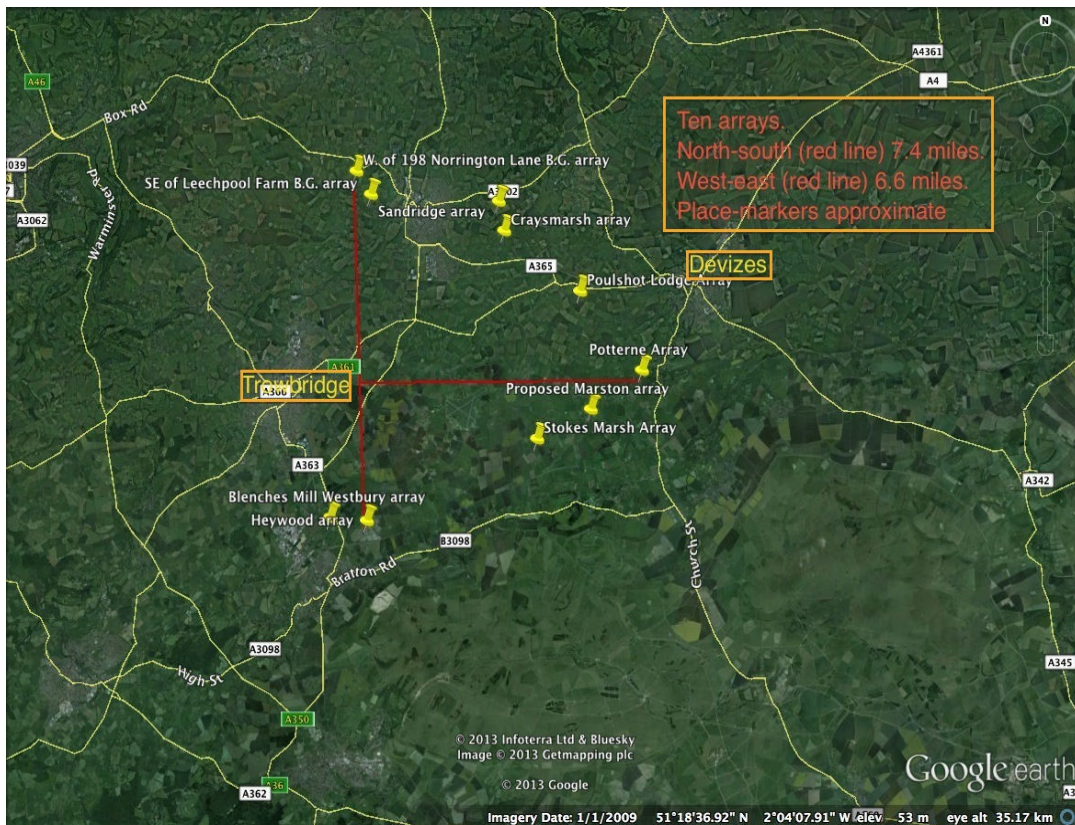 N
A4361
A4
A46
Box Rd
Ten arrays.
North-south (red line) 7.4 miles.
West-east (red line) 6.6 miles.
Place-markers approximate
3039
7
W. of 198 Norrington Lane B.G. array
SE of Leechpool Farm B.G. array
A3102
A3062
Sandridge array
Craysmarsh array
Warminster Rd
A365
Devizes
Poulshot Lodge Array
Potterne Array
A361
Trowbridge
A366
Proposed Marston array
Stokes Marsh Array
A363
A342
Blenches Mill Westbury array
Heywood array
B3098
Church St
Bratton Rd
A3098
High St
A345
A350
© 2013 Infoterra Ltd & Bluesky
Image © 2013 Getmapping plc
© 2013 Google
Google earth
A36
A362
A3
Imagery Date: 1/1/2009 51°18'36.92" N 2°04'07.91" W elev 53 m eye alt 35.17 km